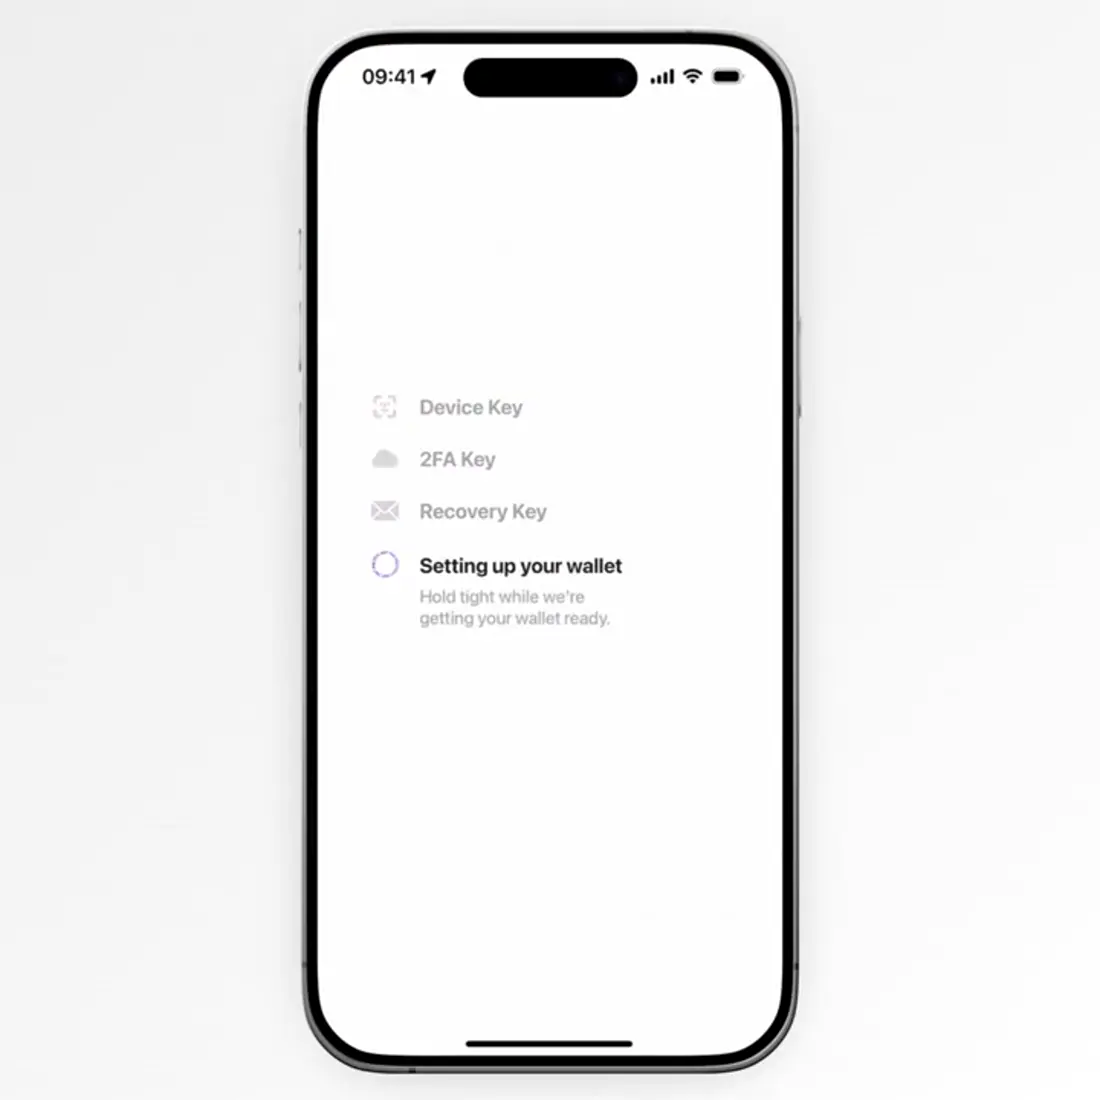 09:41
Device Key
2FA Key
Recovery Key
Setting up your wallet
Hold tight while we're
getting your wallet ready.